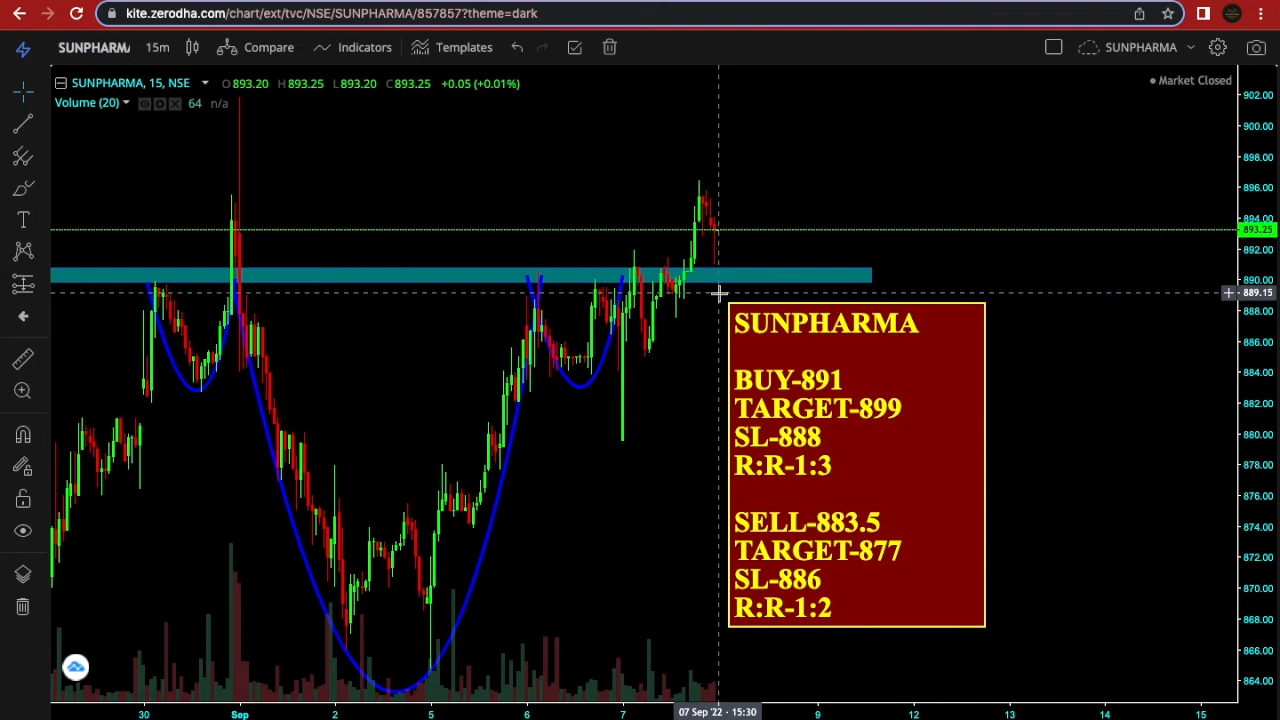 kite.zerodha.com/chart/ext/tvc/NSE/SUNPHARMA/857857?theme=dark
SUNPHARMA 15m Compare Indicators Templates SUNPHARMA
SUNPHARMA, 15, NSE O893.20 H893.25 L893.20 C893.25 +0.05 (+0.01%)
Market Closed
Volume (20) 64 n/a
902.00
900.00
898.00
896.00
894.00
893.25
892.00
890.00
889.15
888.00
886.00
884.00
882.00
880.00
878.00
876.00
874.00
872.00
870.00
868.00
866.00
864.00
SUNPHARMA
BUY-891
TARGET-899
SL-888
R:R-1:3
SELL-883.5
TARGET-877
SL-886
R:R-1:2
30 Sep 2 5 6 7 07 Sep '22 - 15:30 9 12 13 14 15